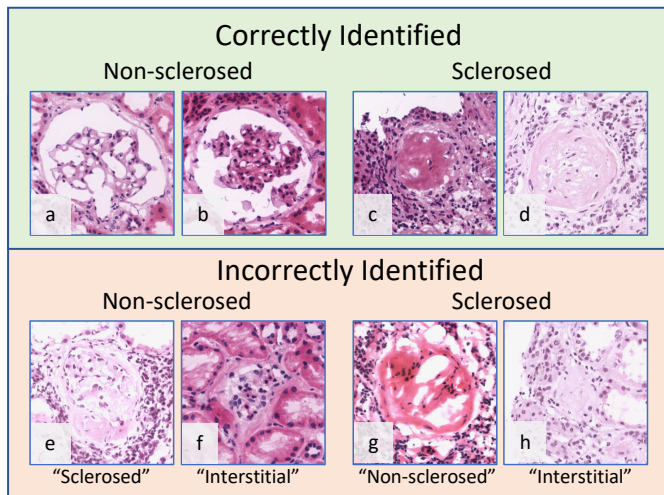 Correctly Identified
Non-sclerosed Sclerosed
a b c d
Incorrectly Identified
Non-sclerosed Sclerosed
e f g h
“Sclerosed” “Interstitial” “Non-sclerosed” “Interstitial”